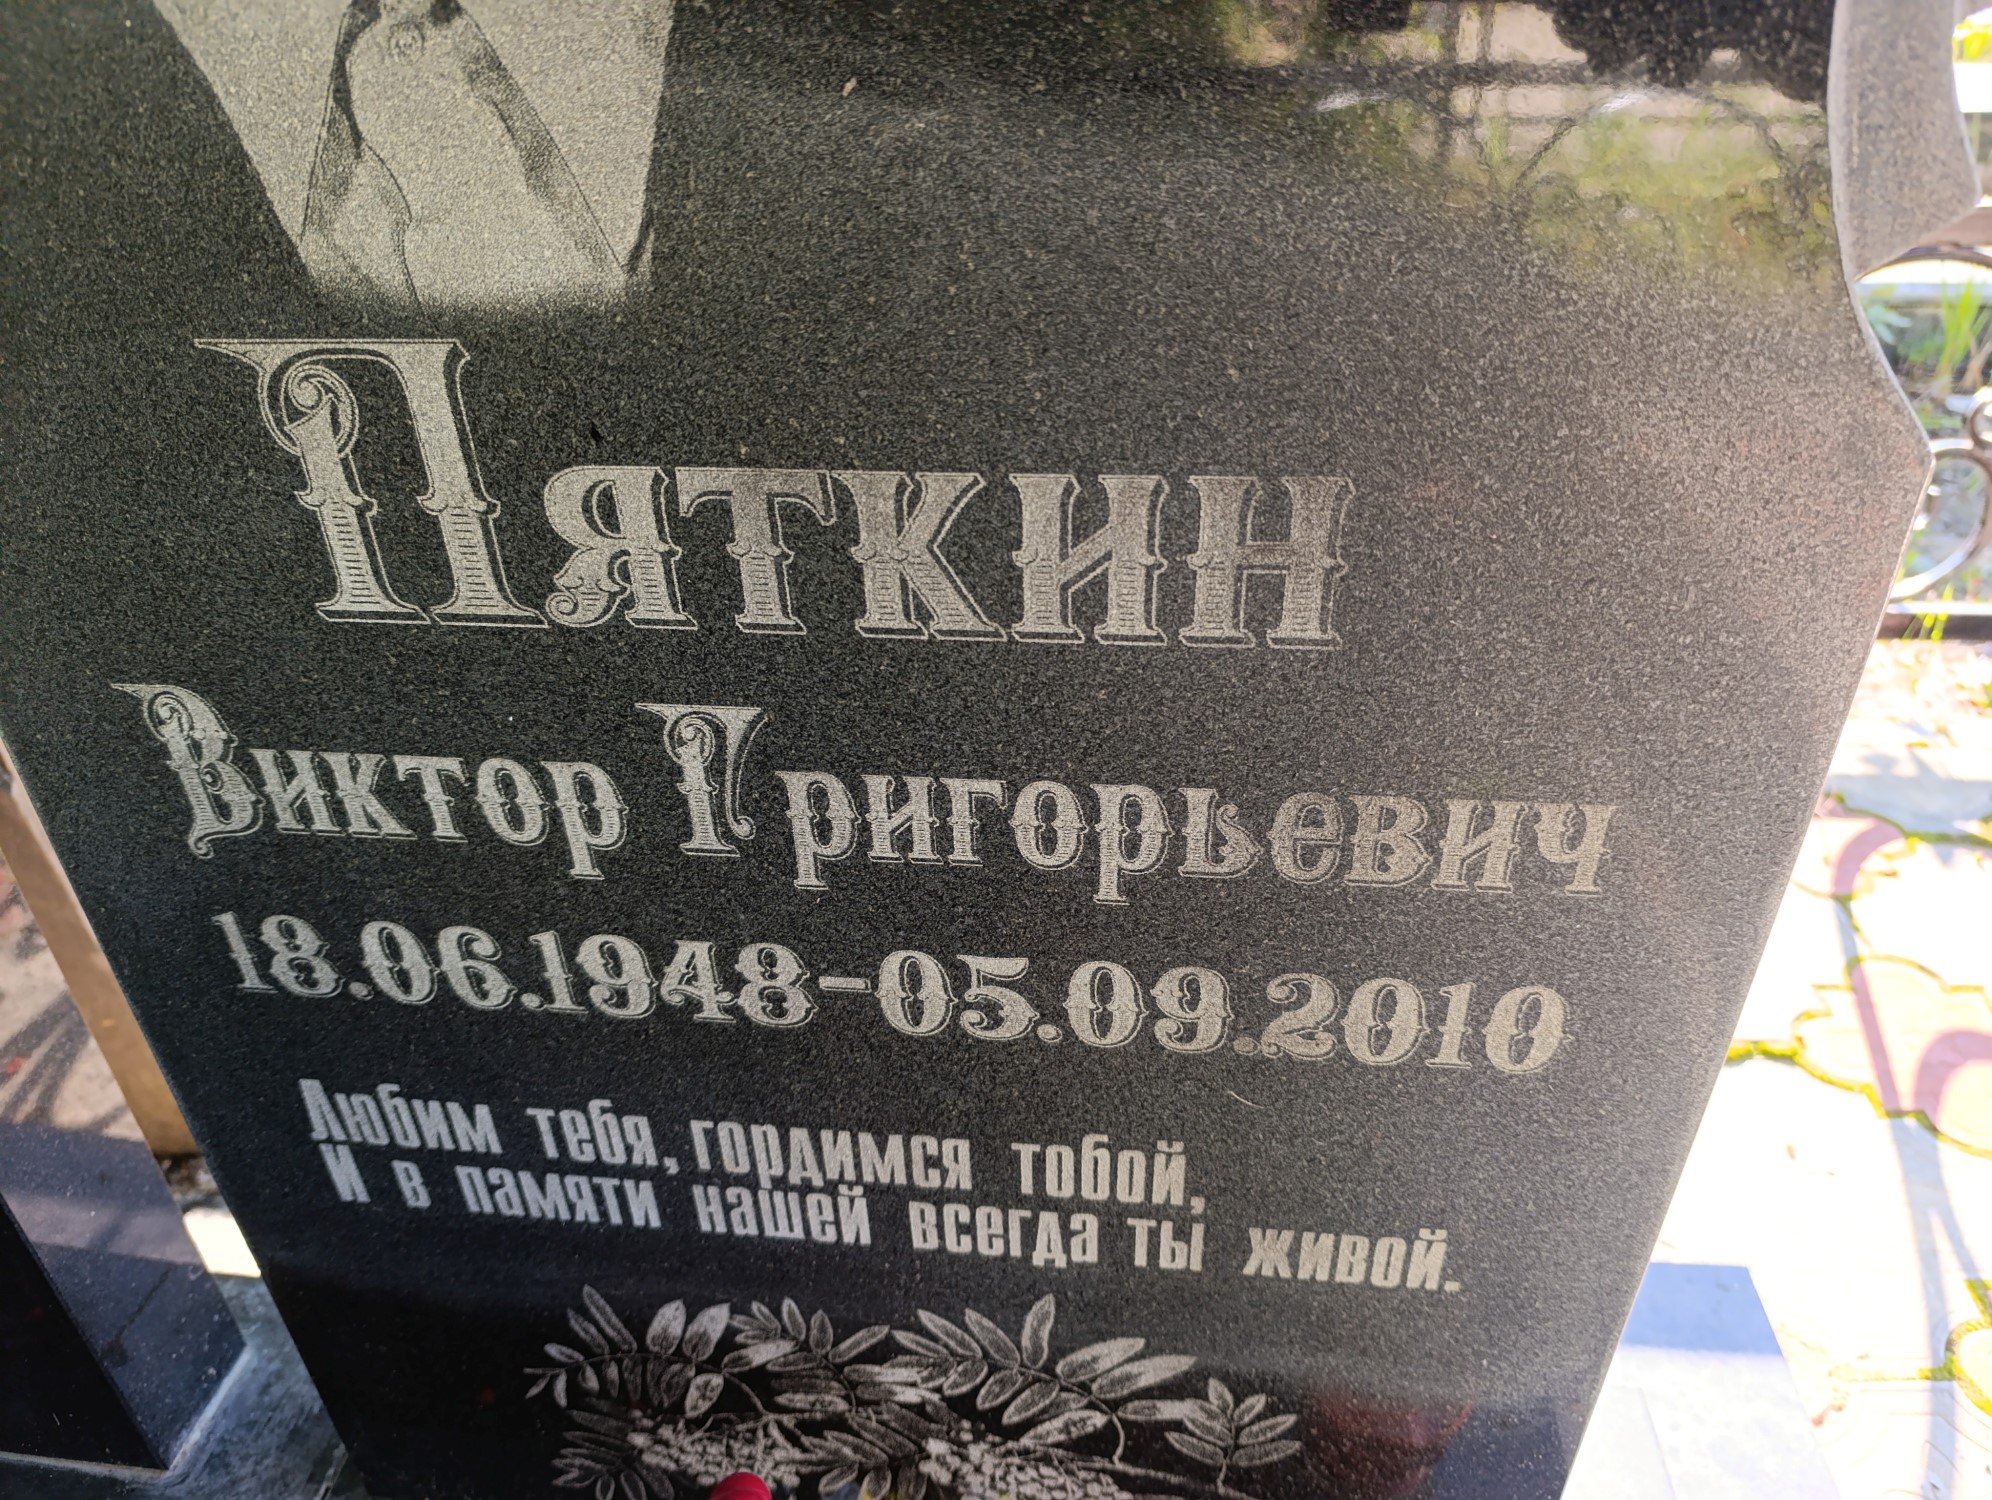 Пяткин
Виктор Григорьевич
18.06.1948-05.09.2010
Любим тебя, гордимся тобой,
И в памяти нашей всегда ты живой.